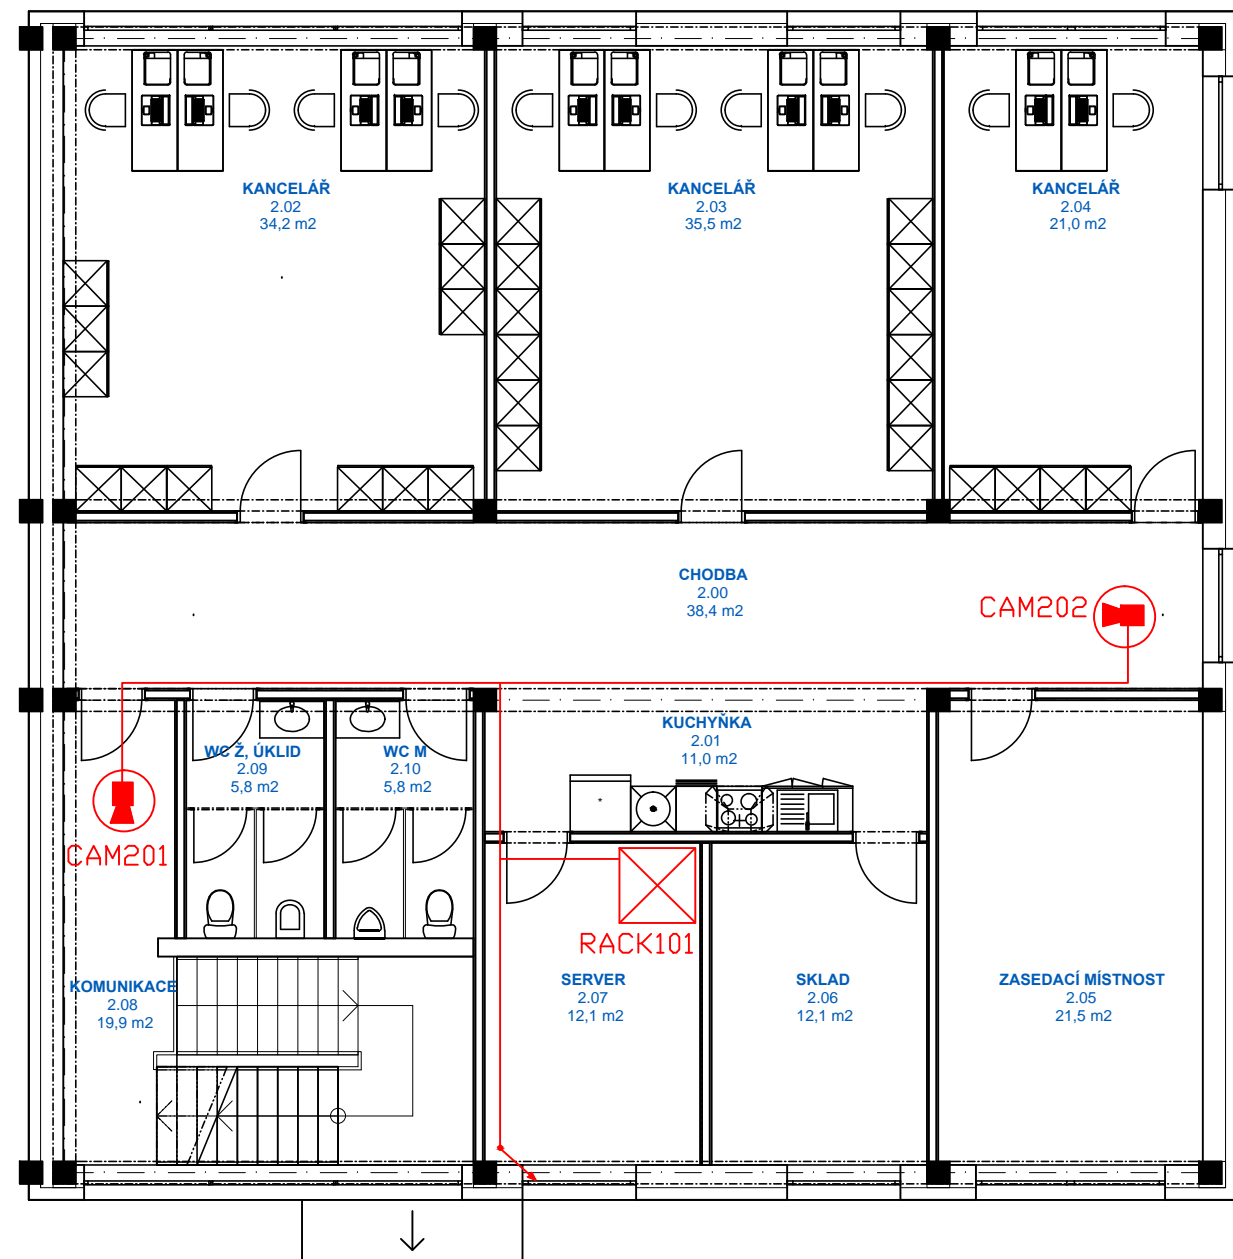 KANCELÁŘ
2.02
34,2 m2
KANCELÁŘ
2.03
35,5 m2
KANCELÁŘ
2.04
21,0 m2
CHODBA
2.00
38,4 m2
CAM202
KUCHYŇKA
2.01
11,0 m2
WC Ž, ÚKLID
2.09
5,8 m2
WC M
2.10
5,8 m2
CAM201
RACK101
KOMUNIKACE
2.08
19,9 m2
SERVER
2.07
12,1 m2
SKLAD
2.06
12,1 m2
ZASEDACÍ MÍSTNOST
2.05
21,5 m2